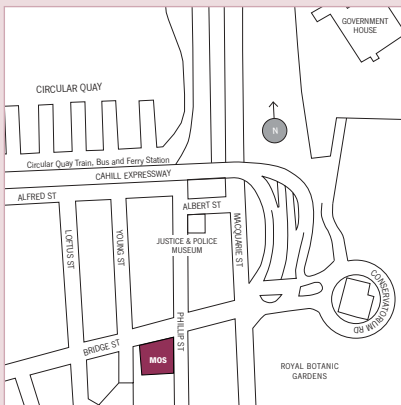 GOVERNMENT
HOUSE
CIRCULAR QUAY
N
Circular Quay Train, Bus and Ferry Station
CAHILL EXPRESSWAY
ALFRED ST
ALBERT ST
LOFTUS ST
YOUNG ST
JUSTICE & POLICE
MUSEUM
MACQUARIE ST
CONSERVATORIUM RD
PHILLIP ST
BRIDGE ST
MOS
ROYAL BOTANIC
GARDENS